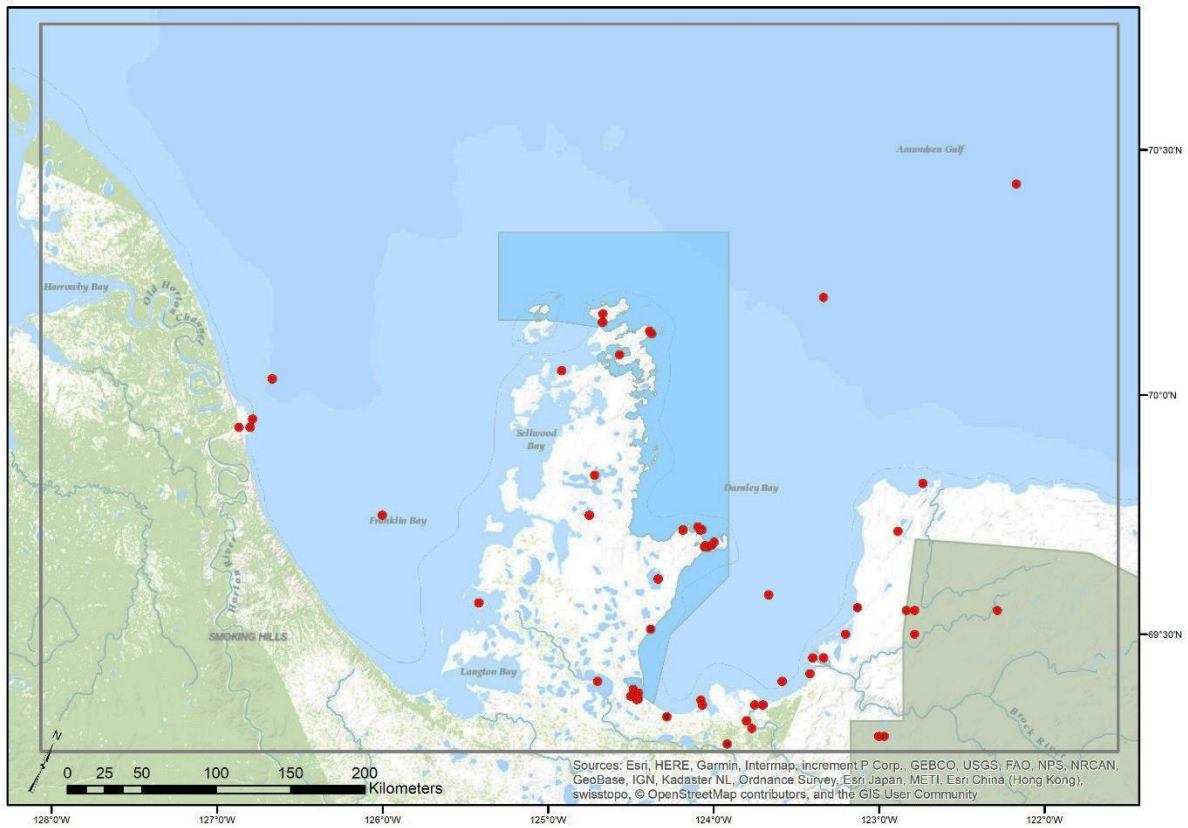 Amundsen Gulf
70°30'N
Harrowby Bay
Old Horton Channel
70°0'N
Sellwood
Bay
Darnley Bay
Franklin Bay
Horton River
SMOKING HILLS
69°30'N
Langton Bay
Brock River
N
0 25 50 100 150 200
Kilometers
Sources: Esri, HERE, Garmin, Intermap, increment P Corp., GEBCO, USGS, FAO, NPS, NRCAN,
GeoBase, IGN, Kadaster NL, Ordnance Survey, Esri Japan, METI, Esri China (Hong Kong),
swisstopo, © OpenStreetMap contributors, and the GIS User Community
128°0'W 127°0'W 126°0'W 125°0'W 124°0'W 123°0'W 122°0'W